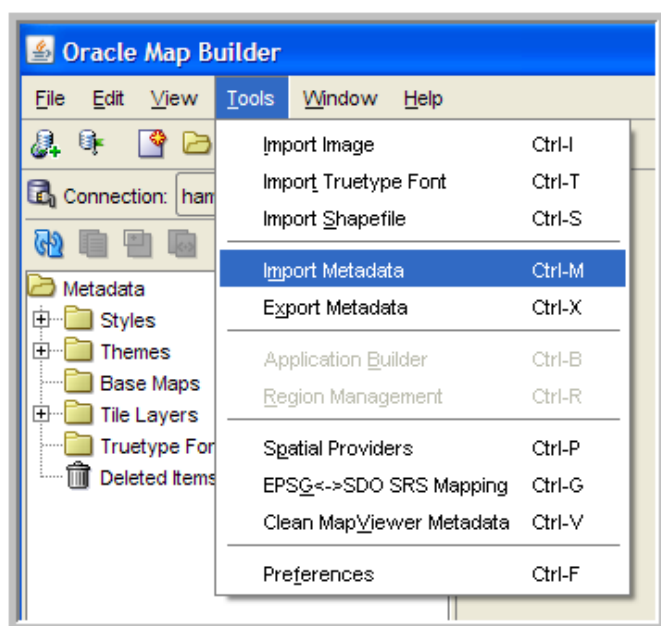 Oracle Map Builder
File Edit View Tools Window Help
Import Image Ctrl-I
Import Truetype Font Ctrl-T
Import Shapefile Ctrl-S
Import Metadata Ctrl-M
Export Metadata Ctrl-X
Application Builder Ctrl-B
Region Management Ctrl-R
Spatial Providers Ctrl-P
EPSG<->SDO SRS Mapping Ctrl-G
Clean MapViewer Metadata Ctrl-V
Preferences Ctrl-F
Connection: ham
Metadata
Styles
Themes
Base Maps
Tile Layers
Truetype For
Deleted Items